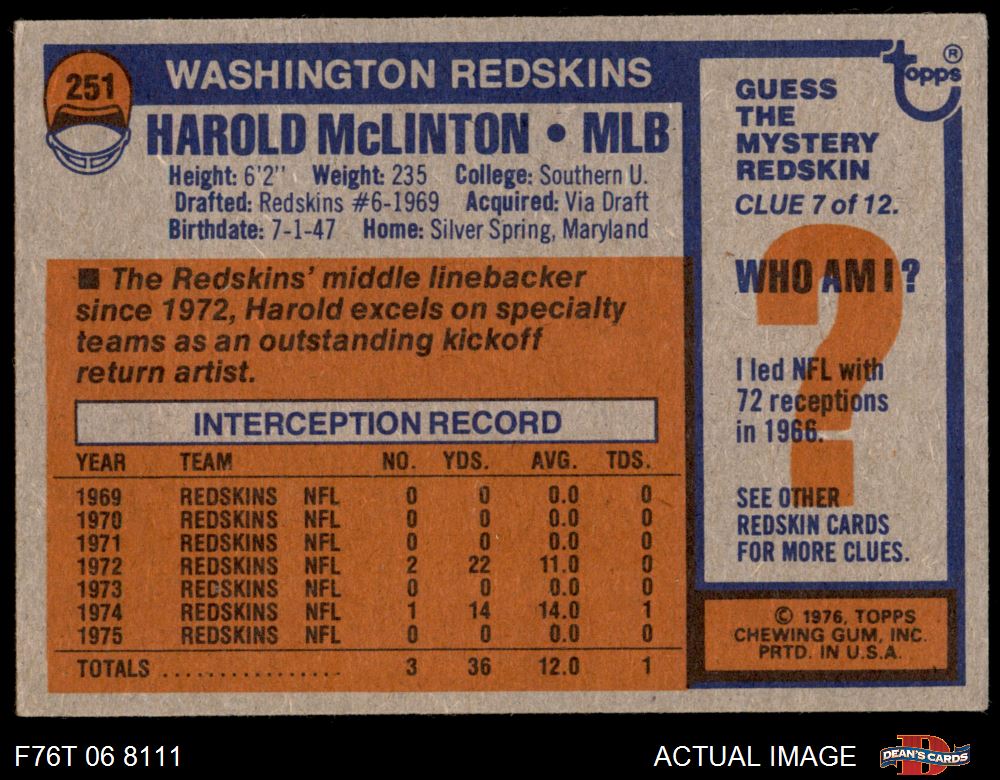 251
WASHINGTON REDSKINS
HAROLD McLINTON • MLB
Height: 6'2" Weight: 235 College: Southern U.
Drafted: Redskins #6-1969 Acquired: Via Draft
Birthdate: 7-1-47 Home: Silver Spring, Maryland
■ The Redskins' middle linebacker
since 1972, Harold excels on specialty
teams as an outstanding kickoff
return artist.
INTERCEPTION RECORD
YEAR TEAM NO. YDS. AVG. TDS.
1969 REDSKINS NFL 0 0 0.0 0
1970 REDSKINS NFL 0 0 0.0 0
1971 REDSKINS NFL 0 0 0.0 0
1972 REDSKINS NFL 2 22 11.0 0
1973 REDSKINS NFL 0 0 0.0 0
1974 REDSKINS NFL 1 14 14.0 1
1975 REDSKINS NFL 0 0 0.0 0
TOTALS ................ 3 36 12.0 1
topps ®
GUESS
THE
MYSTERY
REDSKIN
CLUE 7 of 12.
?
WHO AM I?
I led NFL with
72 receptions
in 1966.
SEE OTHER
REDSKIN CARDS
FOR MORE CLUES.
© 1976, TOPPS
CHEWING GUM, INC.
PRTD. IN U.S.A.
F76T 06 8111
ACTUAL IMAGE
DEAN'S CARDS